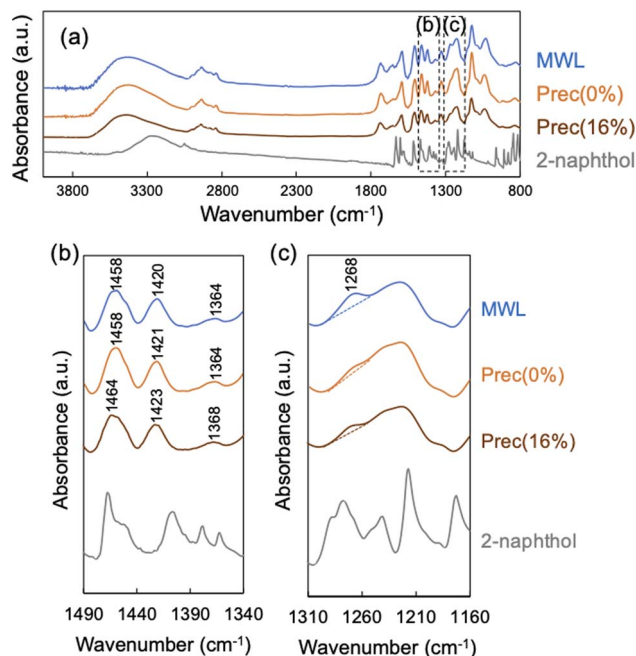 (a)
(b)
(c)
Absorbance (a.u.)
MWL
Prec(0%)
Prec(16%)
2-naphthol
4000
3300
2800
2300
1800
1300
800
Wavenumber (cm-1)
(b)
Absorbance (a.u.)
1458
1420
1364
1458
1421
1364
1464
1423
1368
1490
1440
1390
1340
Wavenumber (cm-1)
(c)
Absorbance (a.u.)
1268
MWL
Prec(0%)
Prec(16%)
2-naphthol
1310
1260
1210
1160
Wavenumber (cm-1)